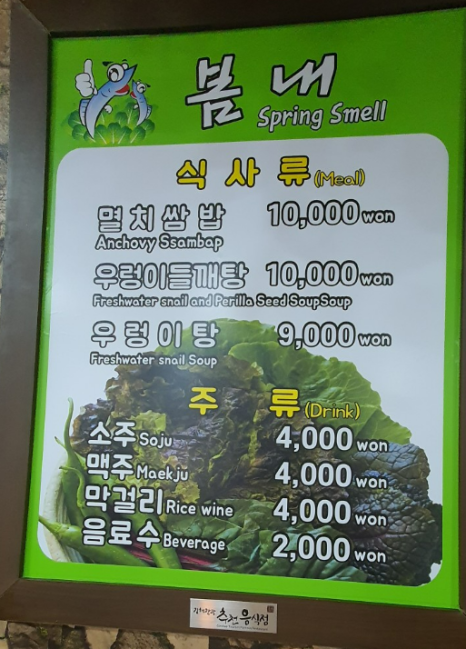 봄내
Spring Smell
식사류(Meal)
멸치쌈밥 10,000won
Anchovy Ssambap
우렁이들깨탕 10,000won
Freshwater snail and Perilla Seed SoupSoup
우렁이탕 9,000won
Freshwater snail Soup
주류(Drink)
소주Soju 4,000won
맥주Maekju 4,000won
막걸리Rice wine 4,000won
음료수Beverage 2,000won